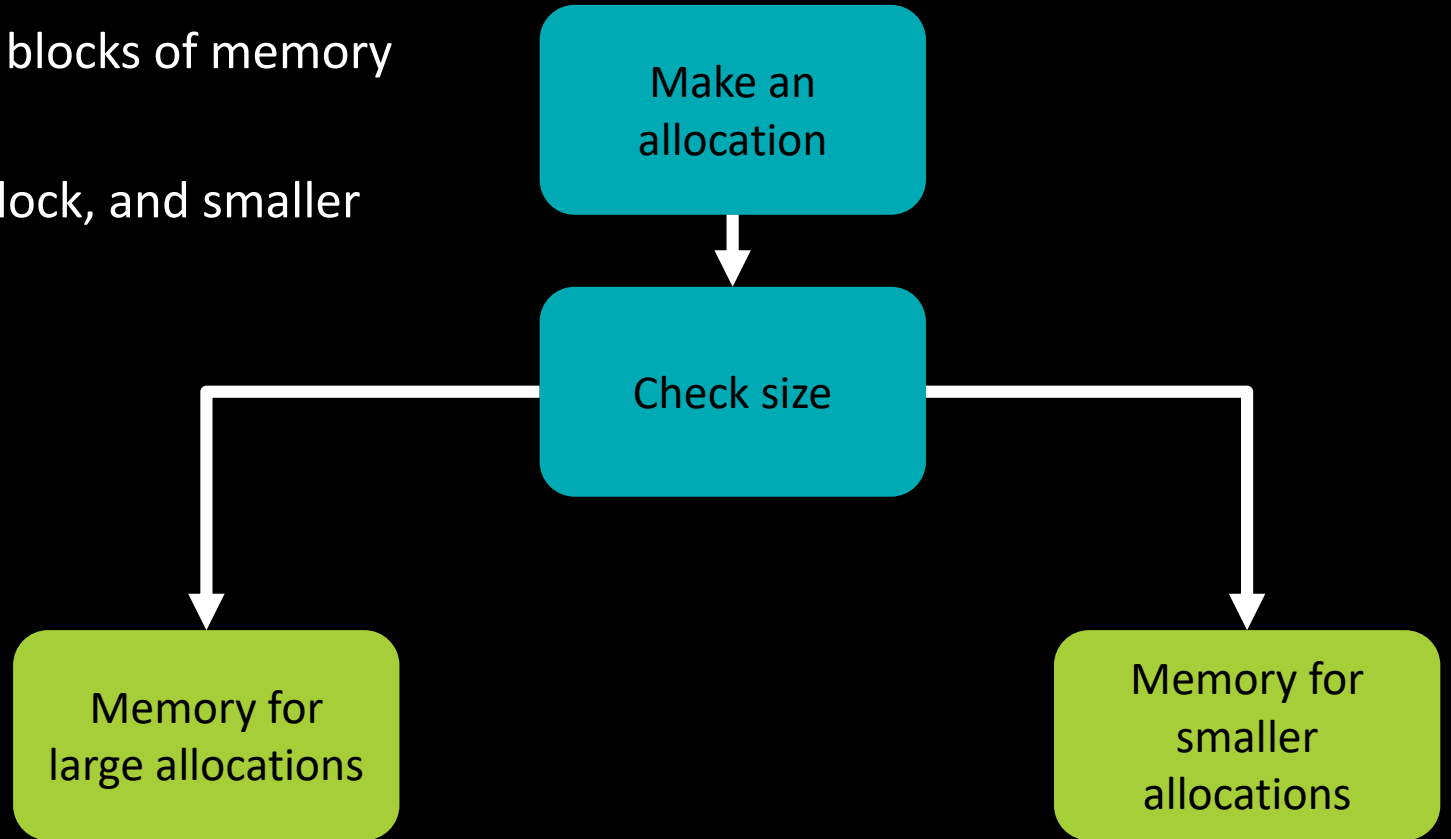 blocks of memory
lock, and smaller
Make an
allocation
Check size
Memory for
large allocations
Memory for
smaller
allocations